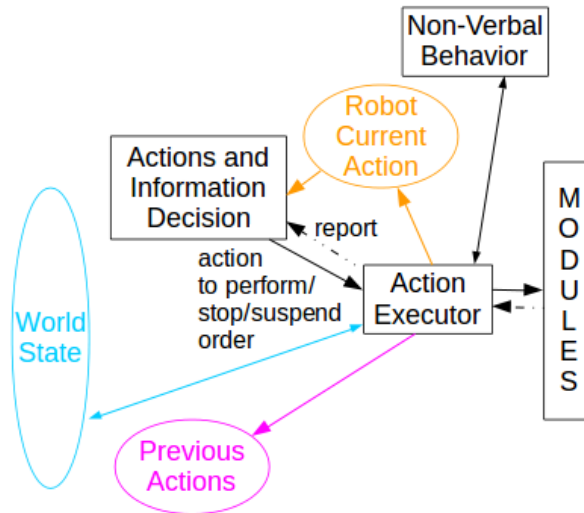 Non-Verbal
Behavior
Robot
Current
Action
Actions and
Information
Decision
report
action
to perform/
stop/suspend
order
Action
Executor
M
O
D
U
L
E
S
World
State
Previous
Actions